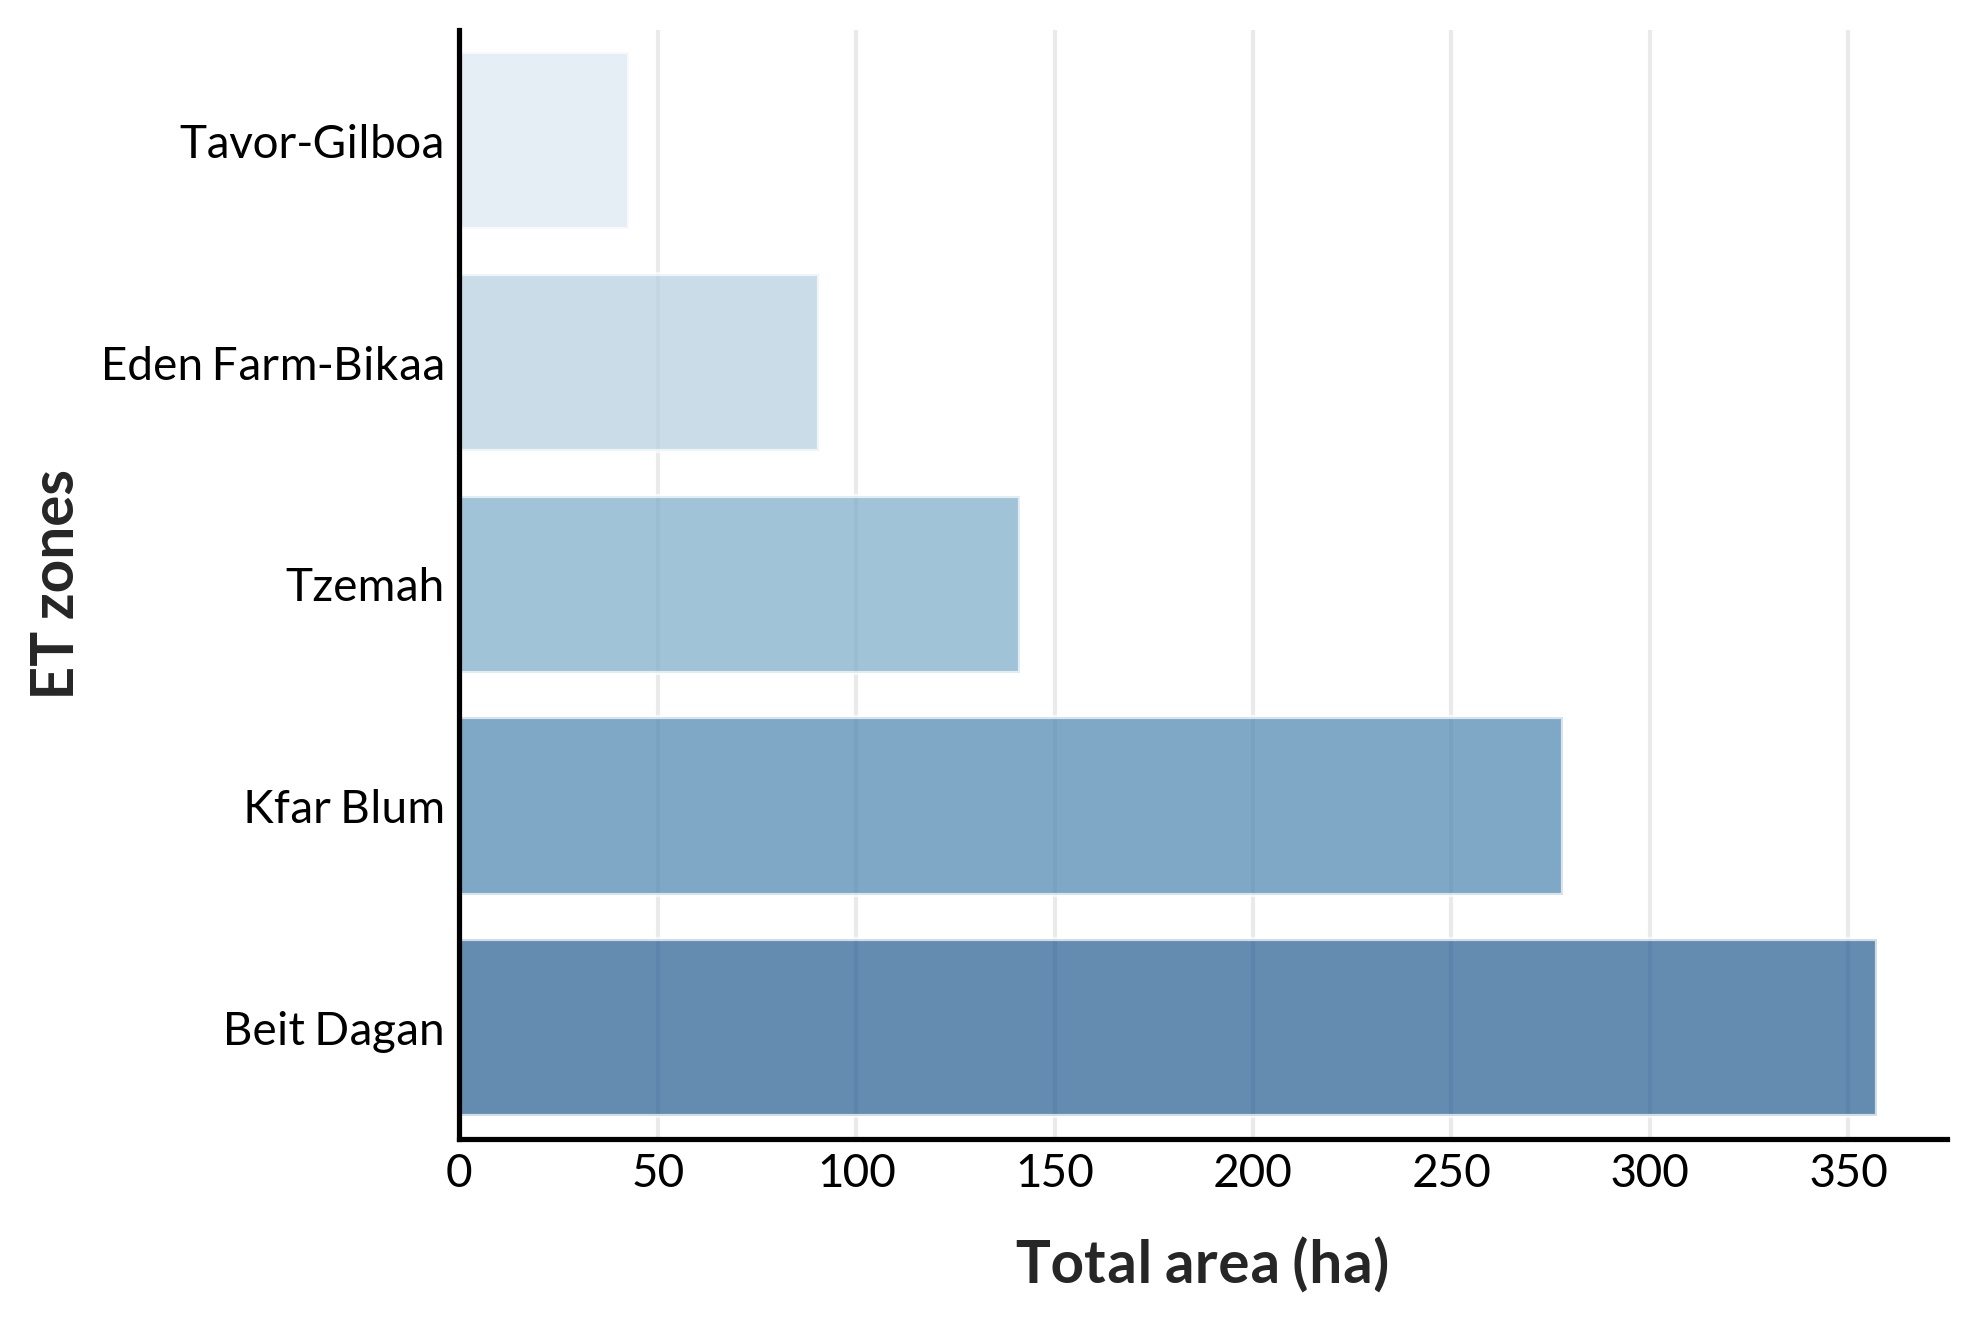 Tavor-Gilboa
Eden Farm-Bikaa
Tzemah
Kfar Blum
Beit Dagan
ET zones
0 50 100 150 200 250 300 350
Total area (ha)